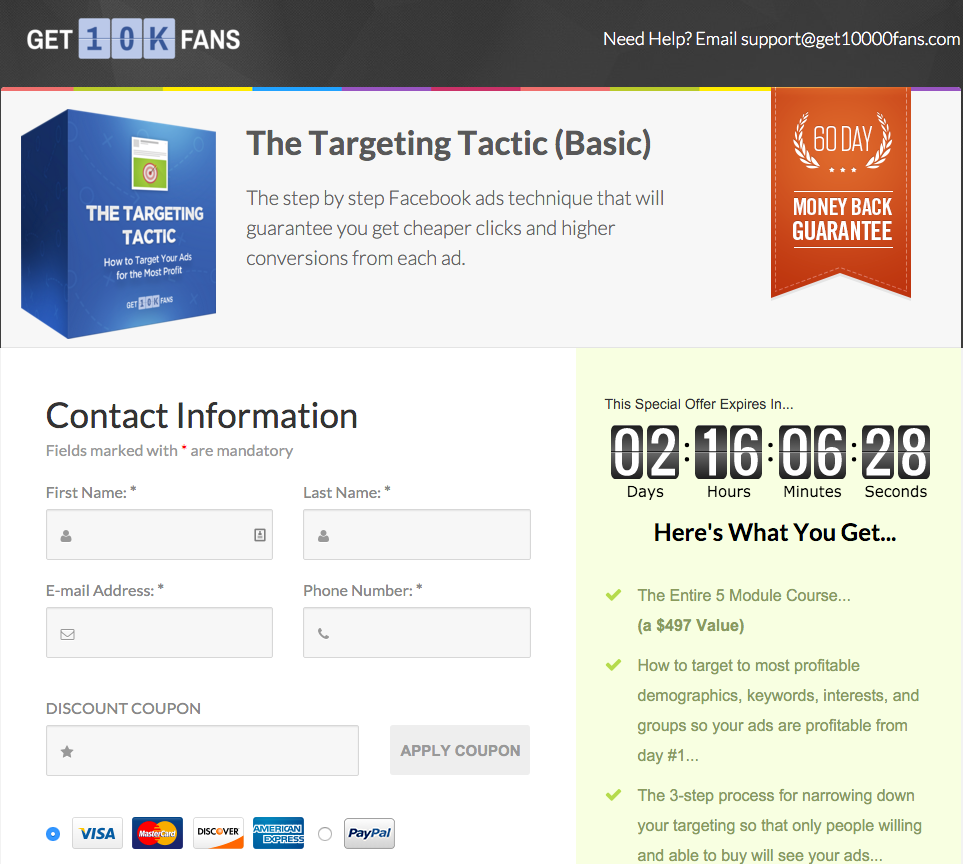 GET 10K FANS
Need Help? Email support@get10000fans.com
THE TARGETING
TACTIC
How to Target Your Ads
for the Most Profit
GET 10K FANS
The Targeting Tactic (Basic)
The step by step Facebook ads technique that will
guarantee you get cheaper clicks and higher
conversions from each ad.
60 DAY
MONEY BACK
GUARANTEE
Contact Information
Fields marked with * are mandatory
First Name: *
Last Name: *
E-mail Address: *
Phone Number: *
DISCOUNT COUPON
APPLY COUPON
VISA
MasterCard
DISCOVER
AMERICAN
EXPRESS
PayPal
This Special Offer Expires In...
02:16:06:28
Days Hours Minutes Seconds
Here's What You Get...
The Entire 5 Module Course...
(a $497 Value)
How to target to most profitable
demographics, keywords, interests, and
groups so your ads are profitable from
day #1...
The 3-step process for narrowing down
your targeting so that only people willing
and able to buy will see your ads...